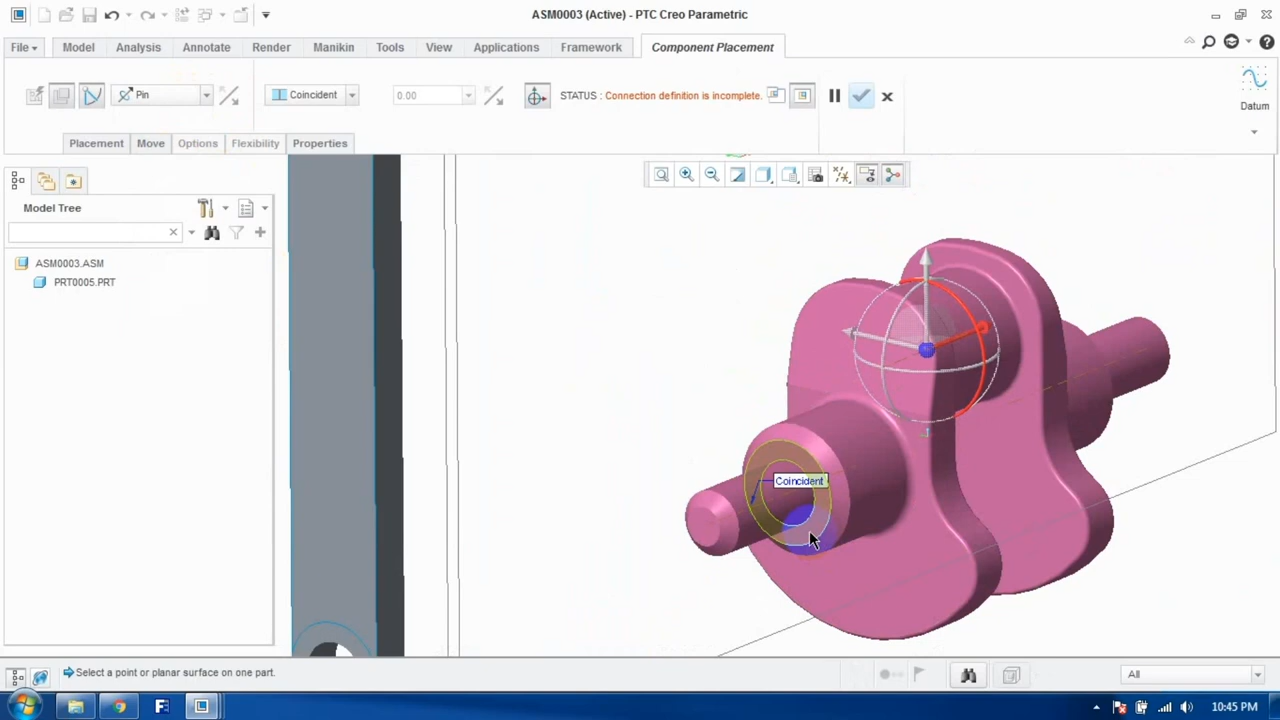 ASM0003 (Active) - PTC Creo Parametric
File Model Analysis Annotate Render Manikin Tools View Applications Framework Component Placement
Pin Coincident 0.00 STATUS : Connection definition is incomplete.
Datum
Placement Move Options Flexibility Properties
Model Tree
ASM0003.ASM
PRT0005.PRT
Coincident
Select a point or planar surface on one part.
All
10:45 PM